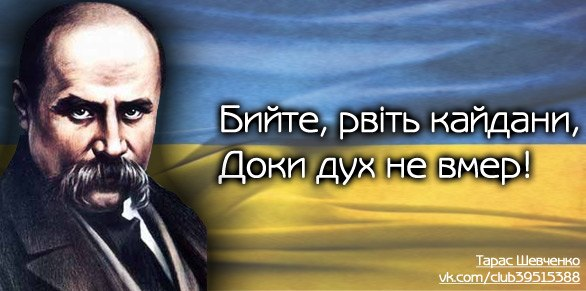 Бийте, рвіть кайдани,
Доки дух не вмер!
Тарас Шевченко
vk.com/club39515388